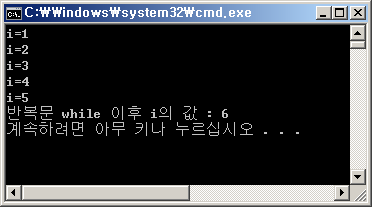 C:\Windows\system32\cmd.exe
i=1
i=2
i=3
i=4
i=5
반복문 while 이후 i의 값 : 6
계속하려면 아무 키나 누르십시오 . . .